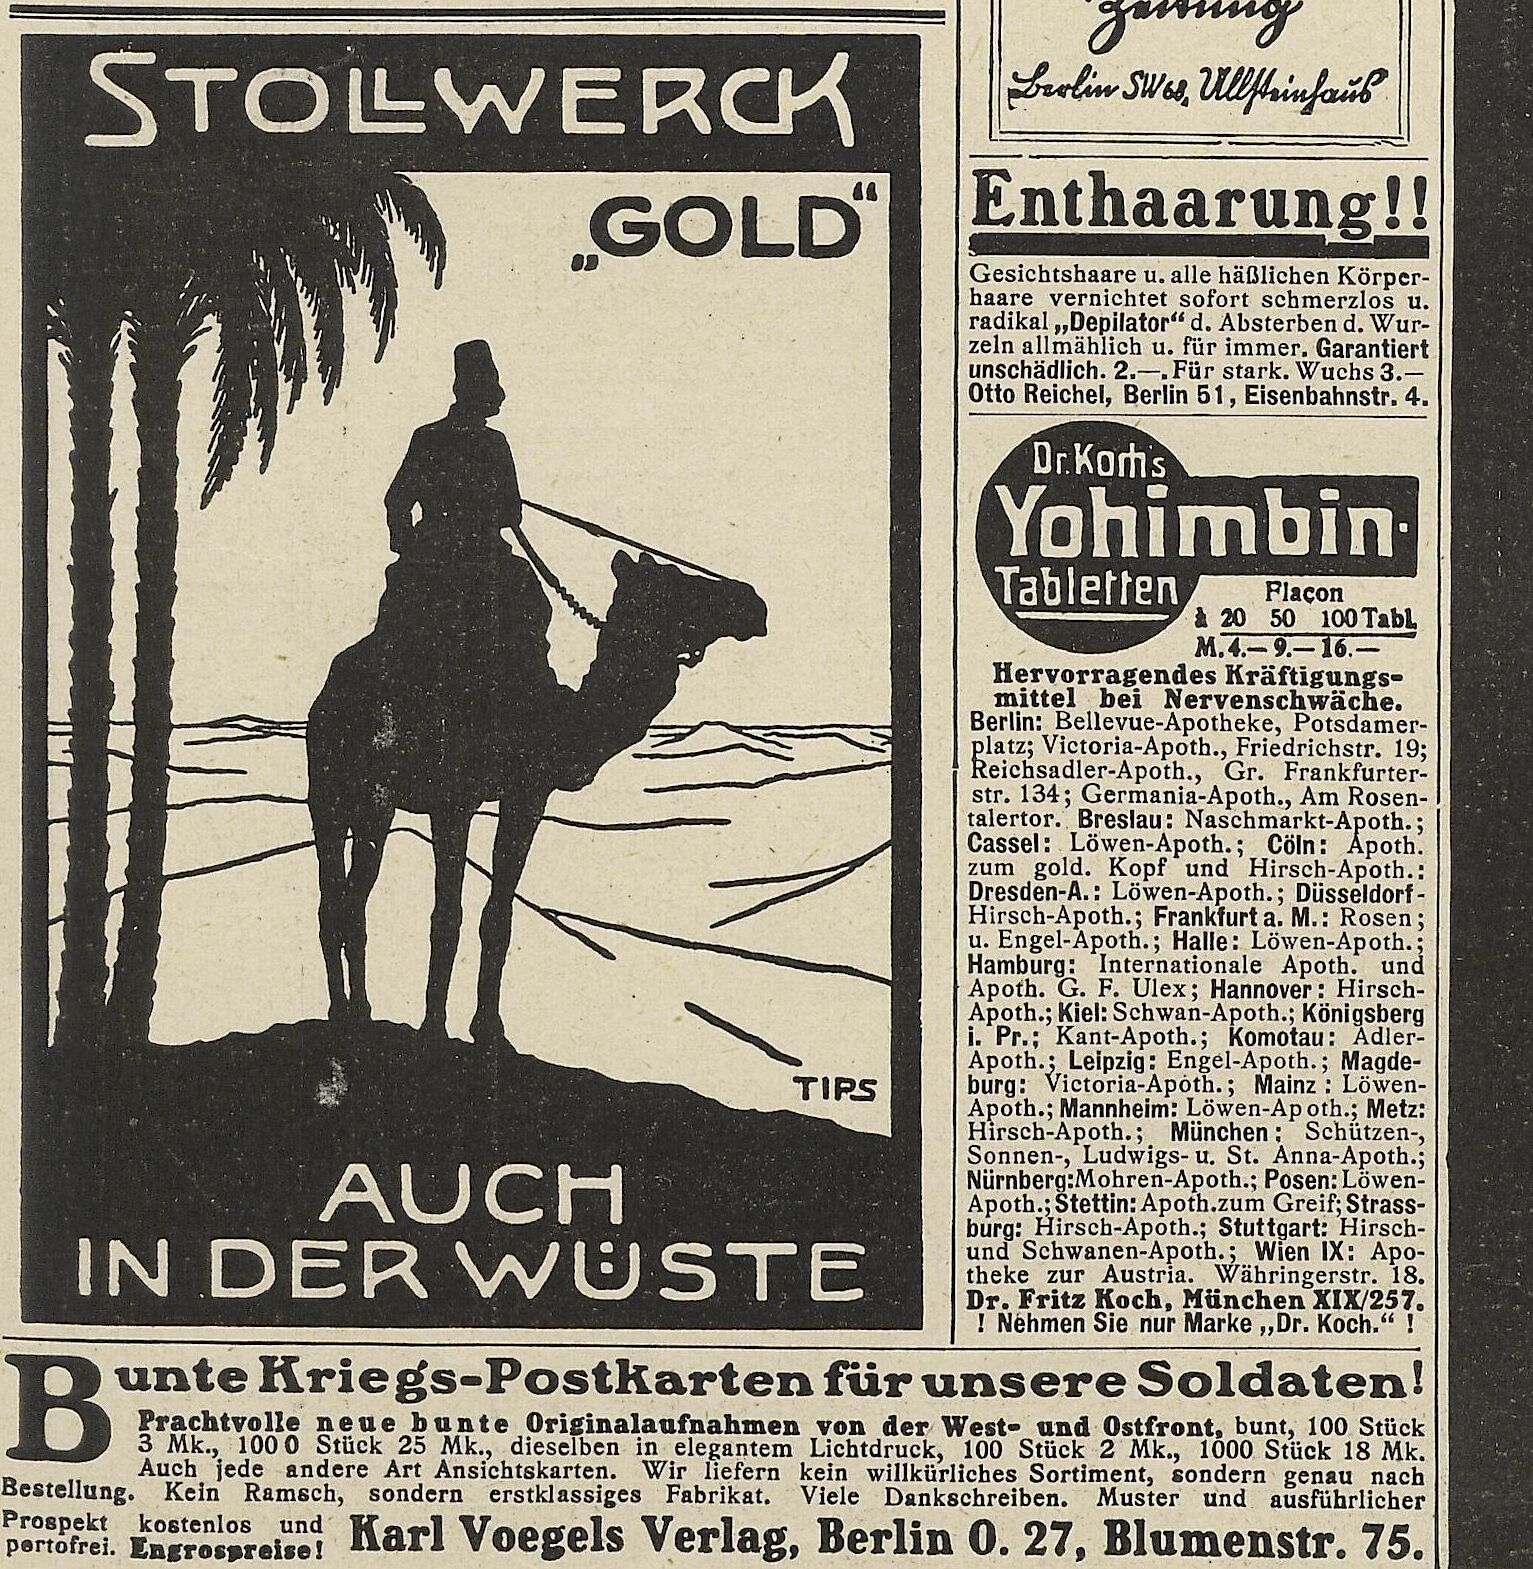 STOLLWERCK
„GOLD“
TIPS
AUCH
IN DER WÜSTE
Zeitung
Berlin SW68, Ullsteinhaus
Enthaarung!!
Gesichtshaare u. alle häßlichen Körper-
haare vernichtet sofort schmerzlos u.
radikal „Depilator“ d. Absterben d. Wur-
zeln allmählich u. für immer. Garantiert
unschädlich. 2.—. Für stark. Wuchs 3.—
Otto Reichel, Berlin 51, Eisenbahnstr. 4.
Dr. Koch's
Yohimbin-
Tabletten
Flaçon
à 20 50 100 Tabl.
M. 4.— 9.— 16.—
Hervorragendes Kräftigungs-
mittel bei Nervenschwäche.
Berlin: Bellevue-Apotheke, Potsdamer-
platz; Victoria-Apoth., Friedrichstr. 19;
Reichsadler-Apoth., Gr. Frankfurter-
str. 134; Germania-Apoth., Am Rosen-
talertor. Breslau: Naschmarkt-Apoth.;
Cassel: Löwen-Apoth.; Cöln: Apoth.
zum gold. Kopf und Hirsch-Apoth.:
Dresden-A.: Löwen-Apoth.; Düsseldorf-
Hirsch-Apoth.; Frankfurt a. M.: Rosen;
u. Engel-Apoth.; Halle: Löwen-Apoth.;
Hamburg: Internationale Apoth. und
Apoth. G. F. Ulex; Hannover: Hirsch-
Apoth.; Kiel: Schwan-Apoth.; Königsberg
i. Pr.; Kant-Apoth.; Komotau: Adler-
Apoth.; Leipzig: Engel-Apoth.; Magde-
burg: Victoria-Apoth.; Mainz: Löwen-
Apoth.; Mannheim: Löwen-Apoth.; Metz:
Hirsch-Apoth.; München: Schützen-,
Sonnen-, Ludwigs- u. St. Anna-Apoth.;
Nürnberg: Mohren-Apoth.; Posen: Löwen-
Apoth.; Stettin: Apoth. zum Greif; Strass-
burg: Hirsch-Apoth.; Stuttgart: Hirsch-
und Schwanen-Apoth.; Wien IX: Apo-
theke zur Austria. Währingerstr. 18.
Dr. Fritz Koch, München XIX/257.
! Nehmen Sie nur Marke „Dr. Koch.“ !
Bunte Kriegs-Postkarten für unsere Soldaten!
Prachtvolle neue bunte Originalaufnahmen von der West- und Ostfront, bunt, 100 Stück
3 Mk., 1000 Stück 25 Mk., dieselben in elegantem Lichtdruck, 100 Stück 2 Mk., 1000 Stück 18 Mk.
Auch jede andere Art Ansichtskarten. Wir liefern kein willkürliches Sortiment, sondern genau nach
Bestellung. Kein Ramsch, sondern erstklassiges Fabrikat. Viele Dankschreiben. Muster und ausführlicher
Prospekt kostenlos und
portofrei. Engrospreise!
Karl Voegels Verlag, Berlin O. 27, Blumenstr. 75.